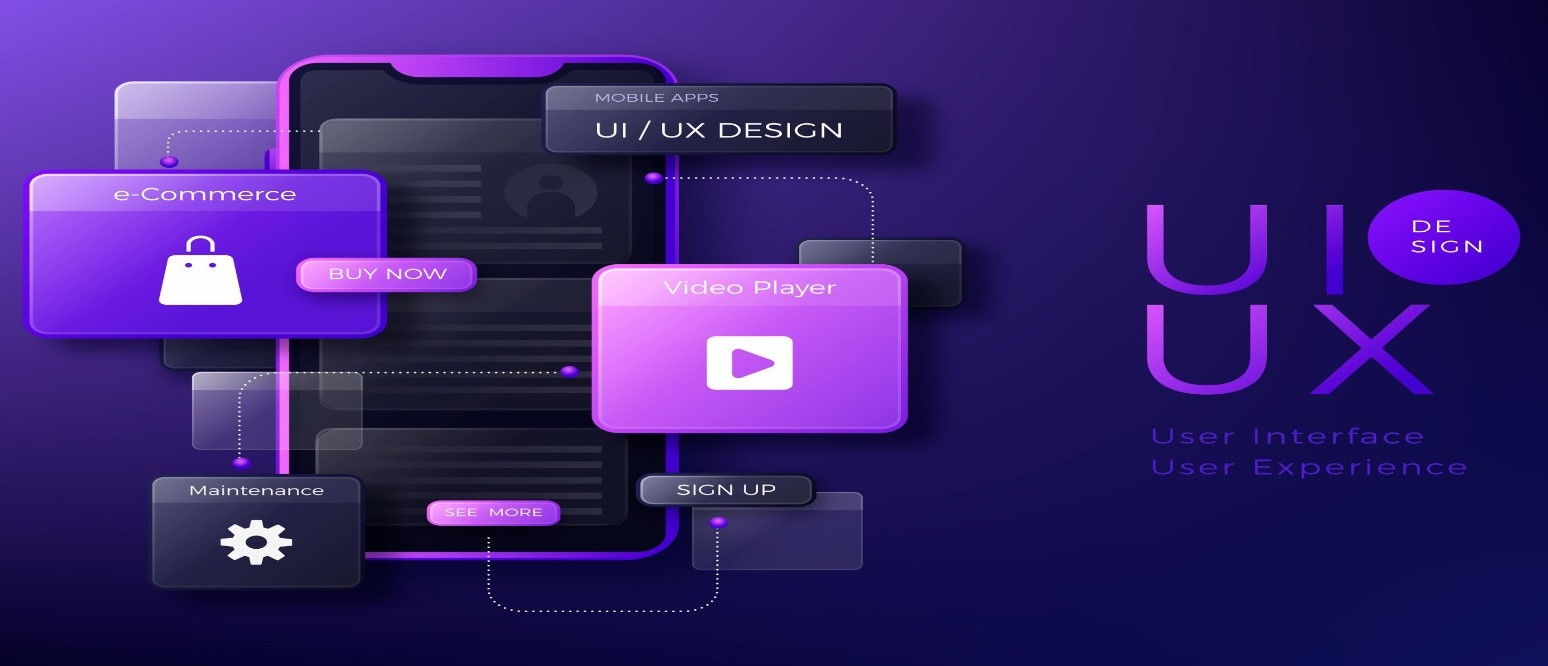 MOBILE APPS
UI / UX DESIGN
e-Commerce
BUY NOW
Video Player
Maintenance
SEE MORE
SIGN UP
UI
DE
SIGN
UX
User Interface
User Experience